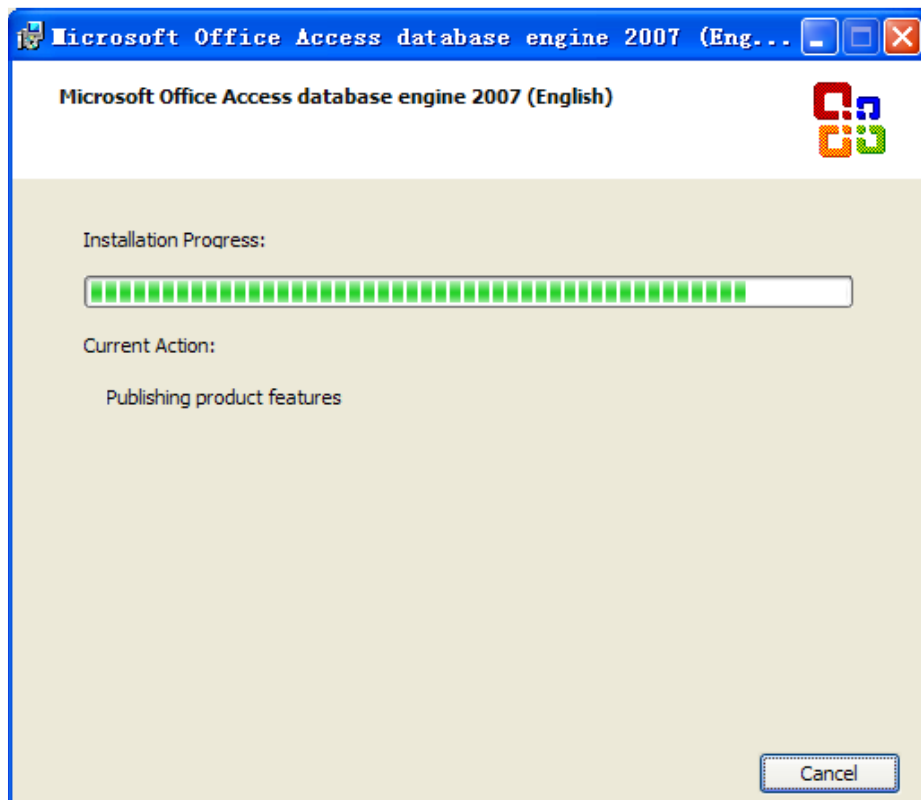 Microsoft Office Access database engine 2007 (Eng...
Microsoft Office Access database engine 2007 (English)
Installation Progress:
Current Action:
Publishing product features
Cancel